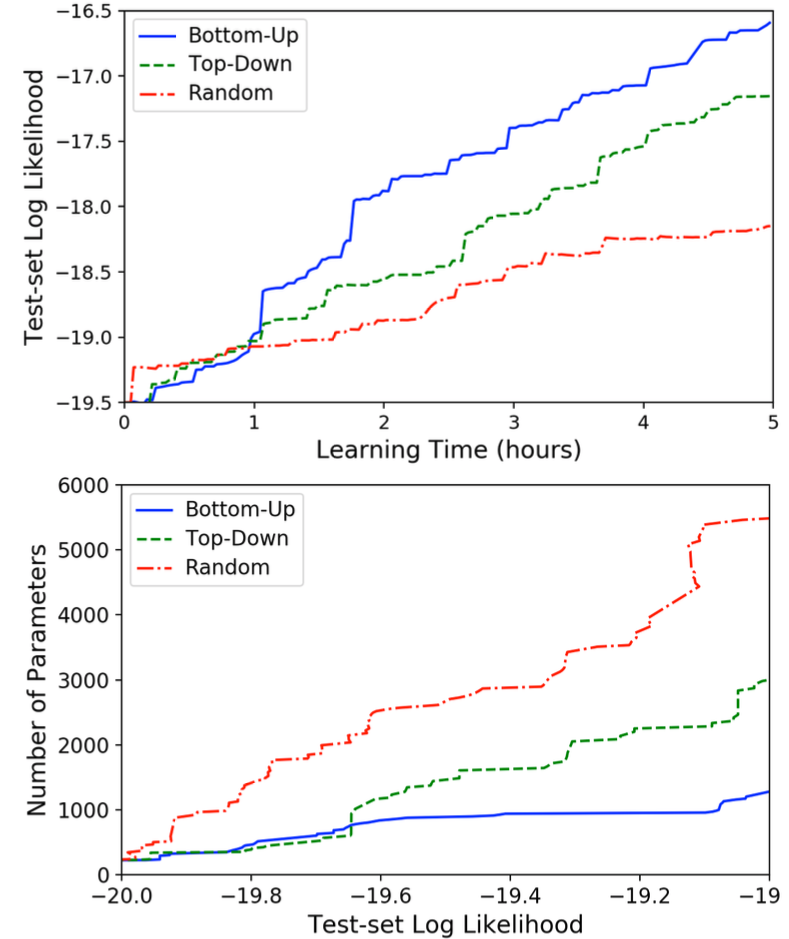 Test-set Log Likelihood
−16.5
−17.0
−17.5
−18.0
−18.5
−19.0
−19.5
Bottom-Up
Top-Down
Random
0 1 2 3 4 5
Learning Time (hours)
Number of Parameters
6000
5000
4000
3000
2000
1000
0
Bottom-Up
Top-Down
Random
−20.0 −19.8 −19.6 −19.4 −19.2 −19
Test-set Log Likelihood